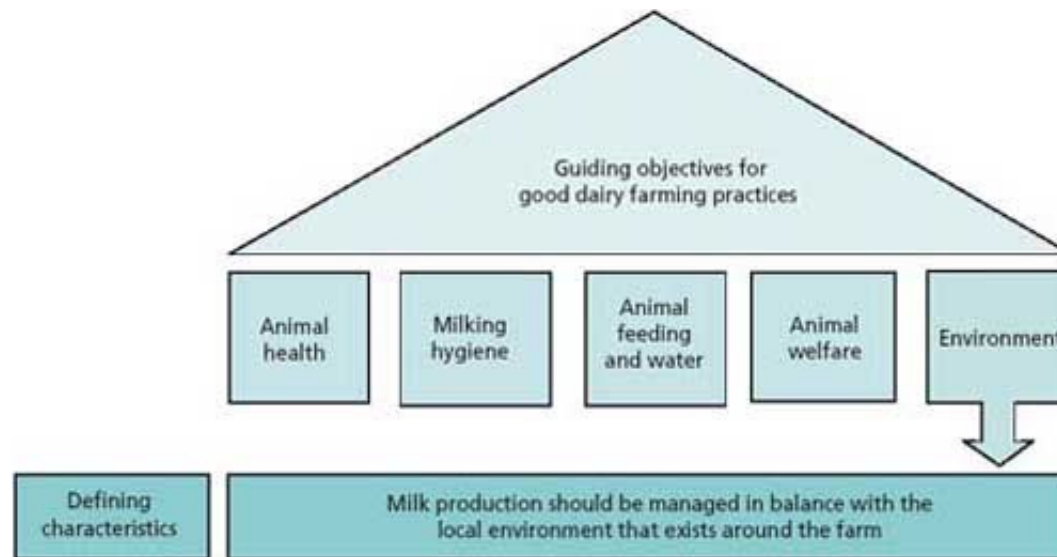 Guiding objectives for
good dairy farming practices
Animal
health
Milking
hygiene
Animal
feeding
and water
Animal
welfare
Environment
Defining
characteristics
Milk production should be managed in balance with the
local environment that exists around the farm